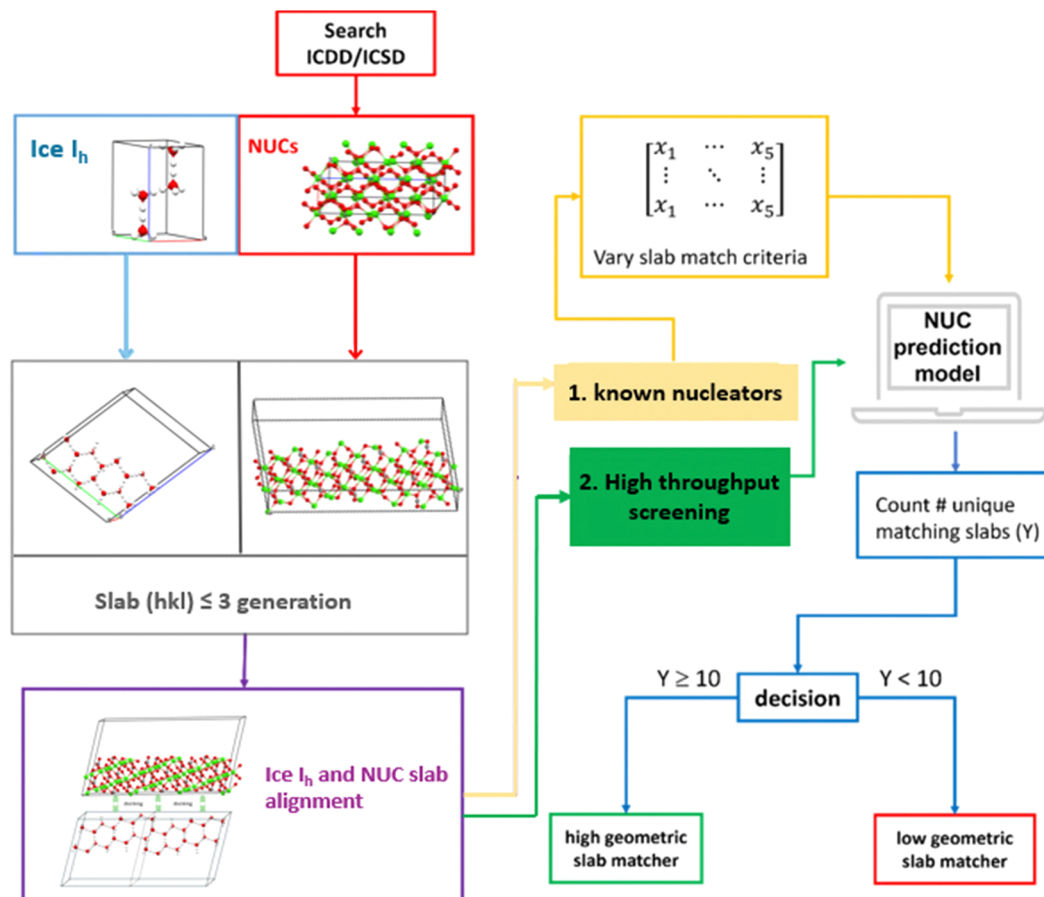 Search
ICDD/ICSD
Ice Iₕ
NUCs
x₁ ⋯ x₅
⋮ ⋱ ⋮
x₁ ⋯ x₅
Vary slab match criteria
NUC
prediction
model
1. known nucleators
2. High throughput
screening
Count # unique
matching slabs (Y)
Slab (hkl) ≤ 3 generation
Y ≥ 10
decision
Y < 10
Ice Iₕ and NUC slab
alignment
docking
docking
high geometric
slab matcher
low geometric
slab matcher